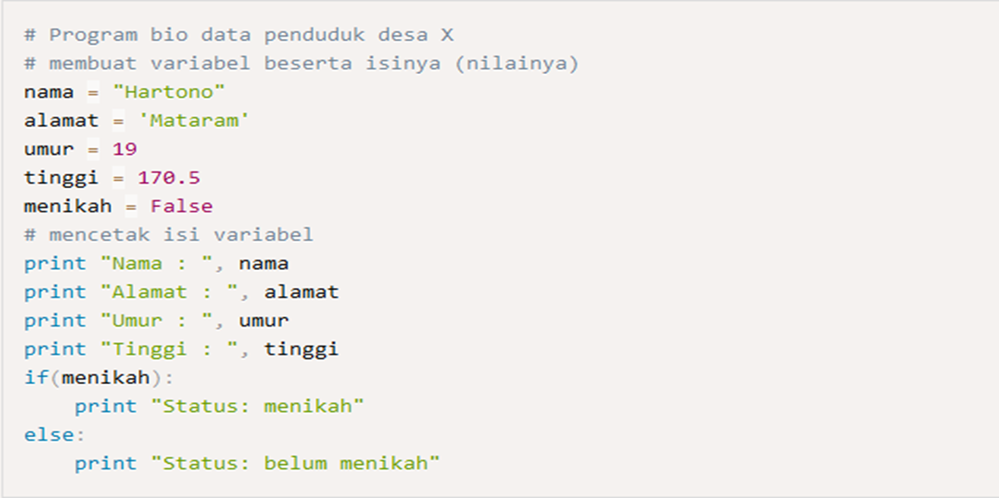 # Program bio data penduduk desa X
# membuat variabel beserta isinya (nilainya)
nama = "Hartono"
alamat = 'Mataram'
umur = 19
tinggi = 170.5
menikah = False
# mencetak isi variabel
print "Nama : ", nama
print "Alamat : ", alamat
print "Umur : ", umur
print "Tinggi : ", tinggi
if(menikah):
    print "Status: menikah"
else:
    print "Status: belum menikah"